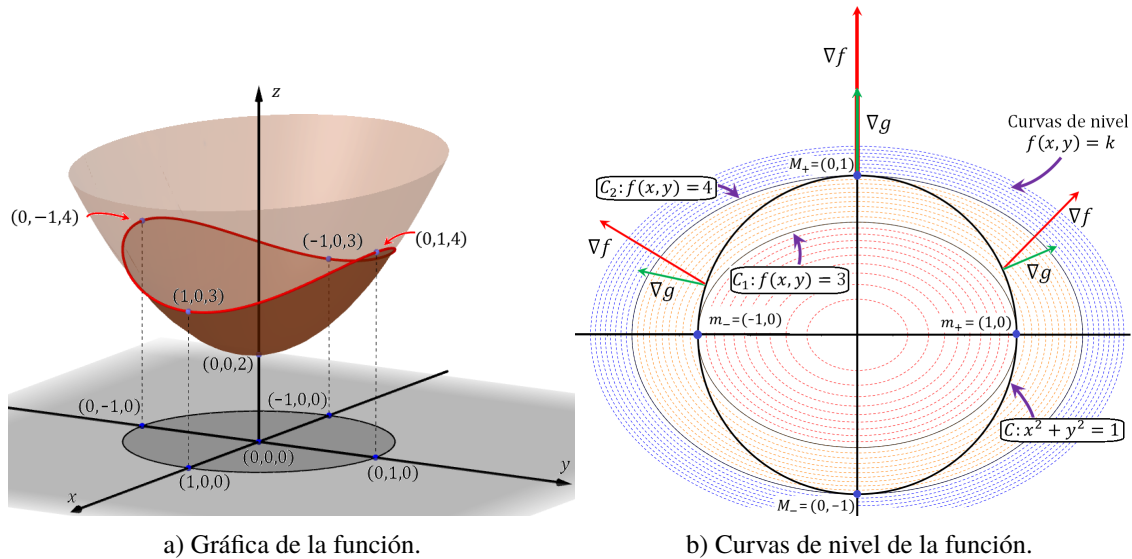 z
(0,−1,4)
(−1,0,3)
(0,1,4)
(1,0,3)
(0,0,2)
(0,−1,0)
(−1,0,0)
(0,0,0)
(0,1,0)
(1,0,0)
x
y
a) Gráfica de la función.
∇f
∇g
M₊=(0,1)
Curvas de nivel
f(x,y) = k
C₂: f(x,y) = 4
∇f
∇g
∇f
∇g
C₁: f(x,y) = 3
m₋=(-1,0)
m₊=(1,0)
C: x² + y² = 1
M₋=(0,-1)
b) Curvas de nivel de la función.